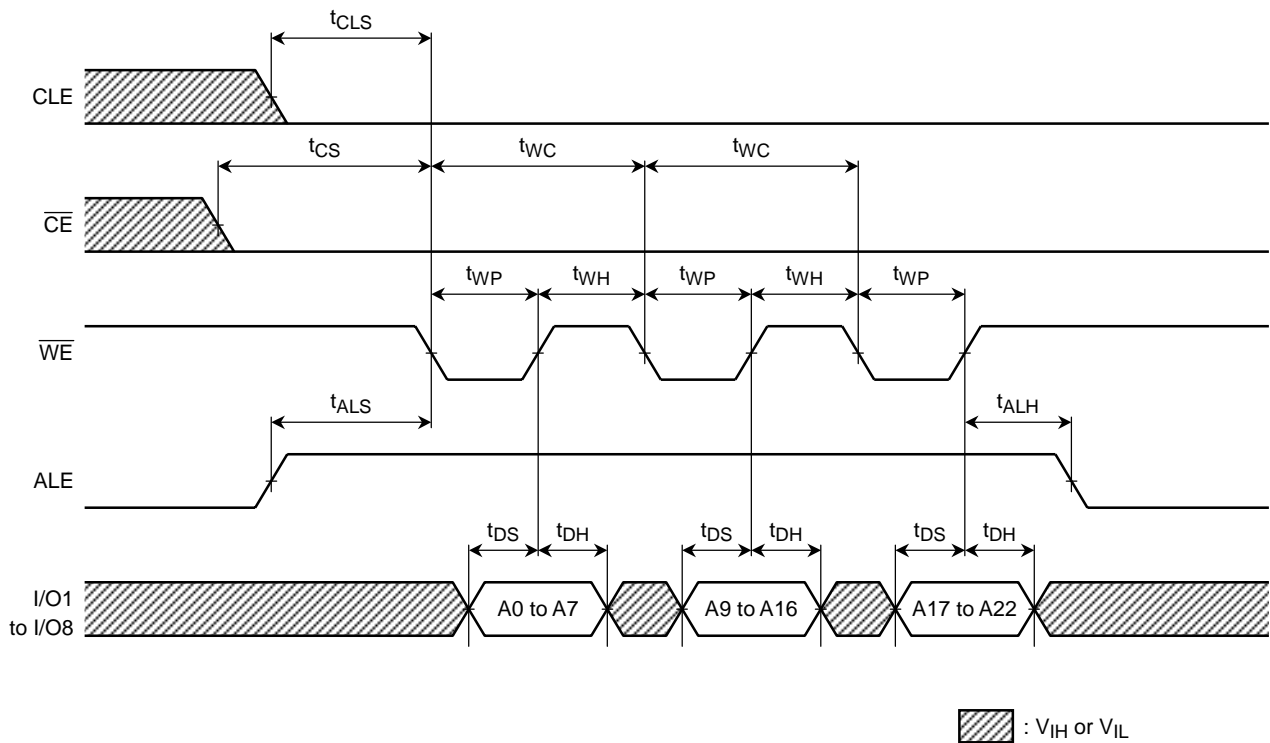 tCLS
CLE
tCS tWC tWC
CE
tWP tWH tWP tWH tWP
WE
tALS tALH
ALE
tDS tDH tDS tDH tDS tDH
I/O1
to I/O8
A0 to A7 A9 to A16 A17 to A22
: VIH or VIL